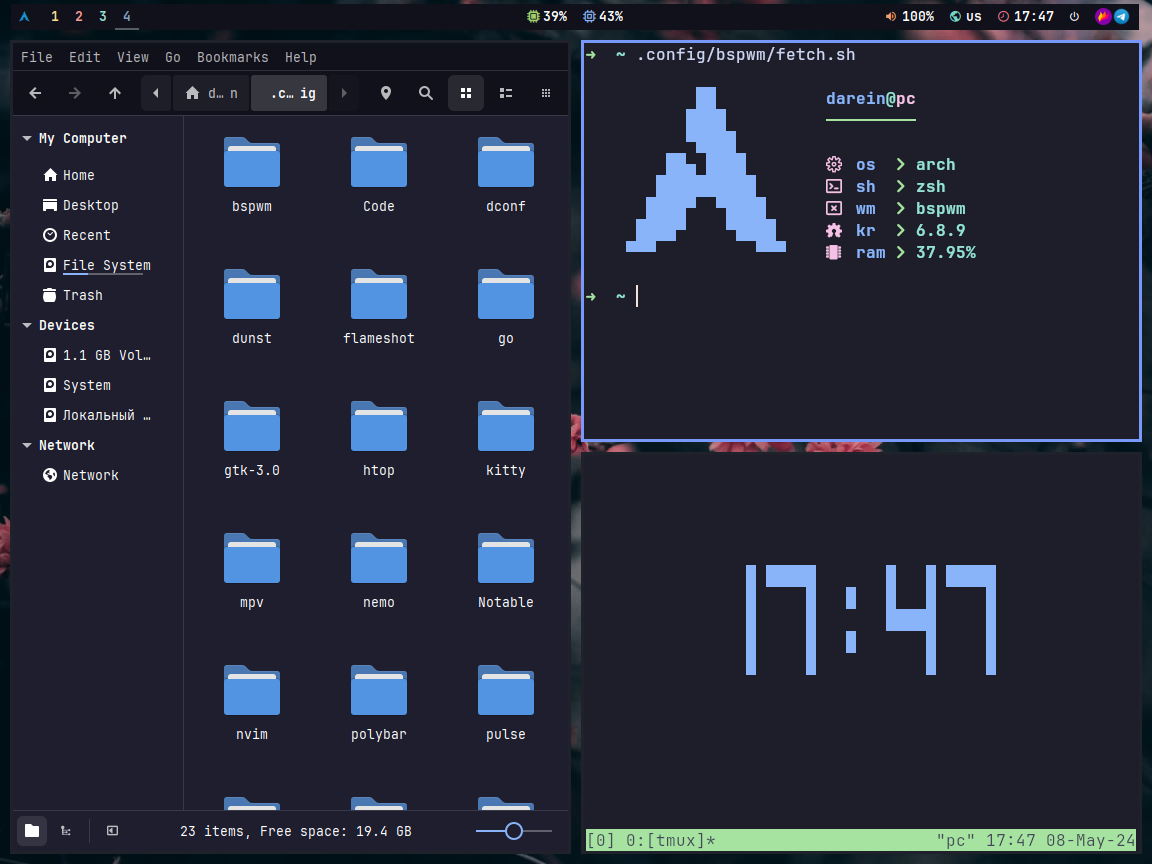 1 2 3 4
39% 43%
100% us 17:47
File Edit View Go Bookmarks Help
d… n .c… ig
My Computer
Home
Desktop
Recent
File System
Trash
Devices
1.1 GB Vol…
System
Локальный …
Network
Network
bspwm Code dconf
dunst flameshot go
gtk-3.0 htop kitty
mpv nemo Notable
nvim polybar pulse
23 items, Free space: 19.4 GB
➜ ~ .config/bspwm/fetch.sh
darein@pc
os > arch
sh > zsh
wm > bspwm
kr > 6.8.9
ram > 37.95%
➜ ~
17:47
[0] 0:[tmux]* "pc" 17:47 08-May-24